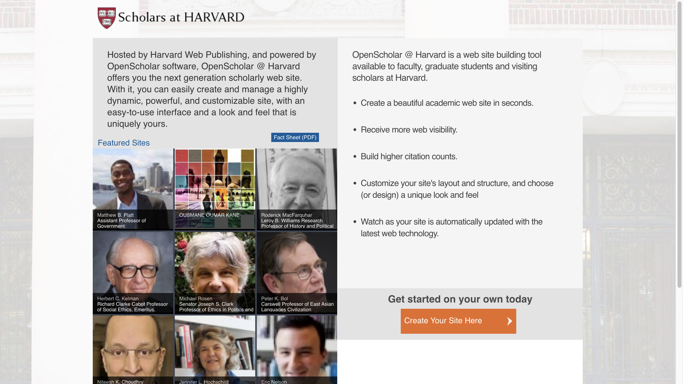 Scholars at HARVARD
Hosted by Harvard Web Publishing, and powered by
OpenScholar software, OpenScholar @ Harvard
offers you the next generation scholarly web site.
With it, you can easily create and manage a highly
dynamic, powerful, and customizable site, with an
easy-to-use interface and a look and feel that is
uniquely yours.
Fact Sheet (PDF)
Featured Sites
Matthew B. Platt
Assistant Professor of
Government
OUSMANE OUMAR KANE
Roderick MacFarquhar
Leroy B. Williams Research
Professor of History and Political
Herbert C. Kelman
Richard Clarke Cabot Professor
of Social Ethics, Emeritus.
Michael Rosen
Senator Joseph S. Clark
Professor of Ethics in Politics and
Peter K. Bol
Carswell Professor of East Asian
Languages Civilization
Niteesh K. Choudhry
Jennifer L. Hochschild
Eric Nelson
OpenScholar @ Harvard is a web site building tool
available to faculty, graduate students and visiting
scholars at Harvard.
• Create a beautiful academic web site in seconds.
• Receive more web visibility.
• Build higher citation counts.
• Customize your site's layout and structure, and choose
(or design) a unique look and feel
• Watch as your site is automatically updated with the
latest web technology.
Get started on your own today
Create Your Site Here